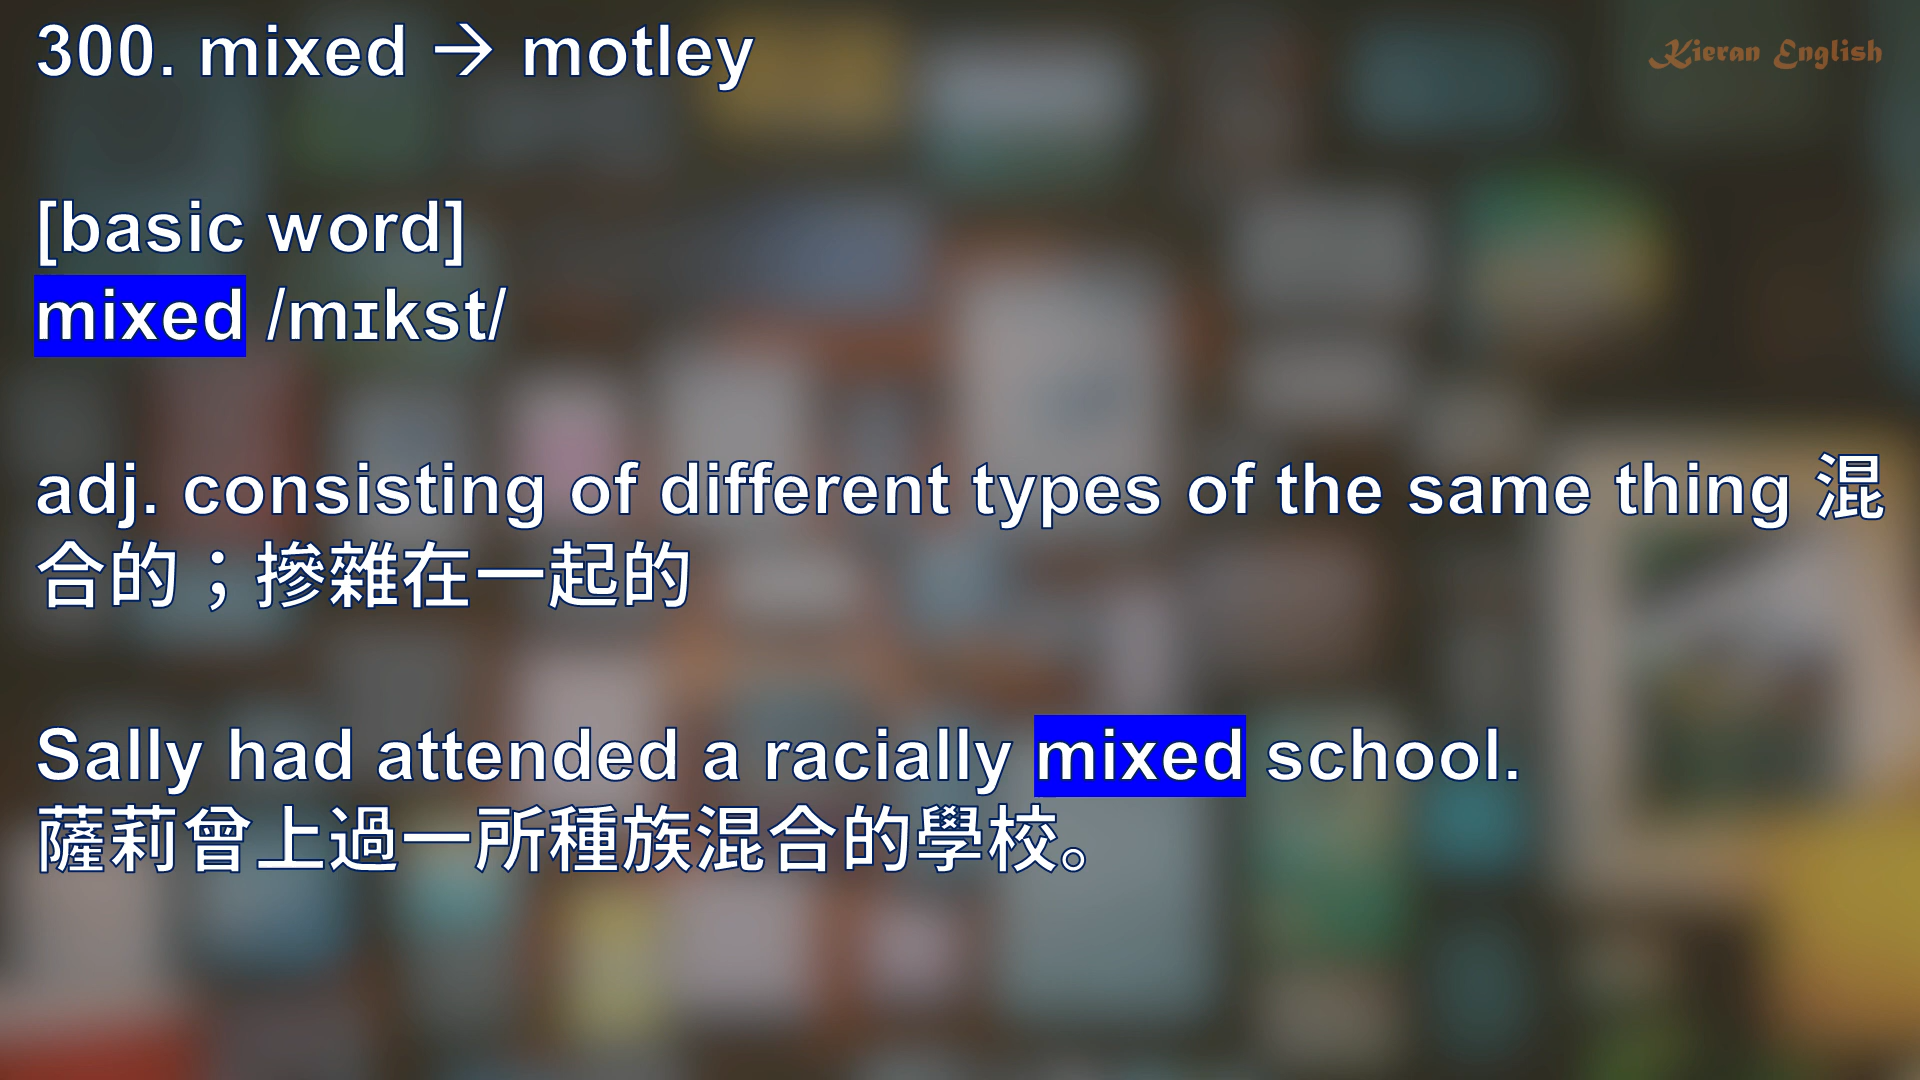 300. mixed → motley
Kieran English
[basic word]
mixed /mɪkst/
adj. consisting of different types of the same thing 混
合的；摻雜在一起的
Sally had attended a racially mixed school.
薩莉曾上過一所種族混合的學校。